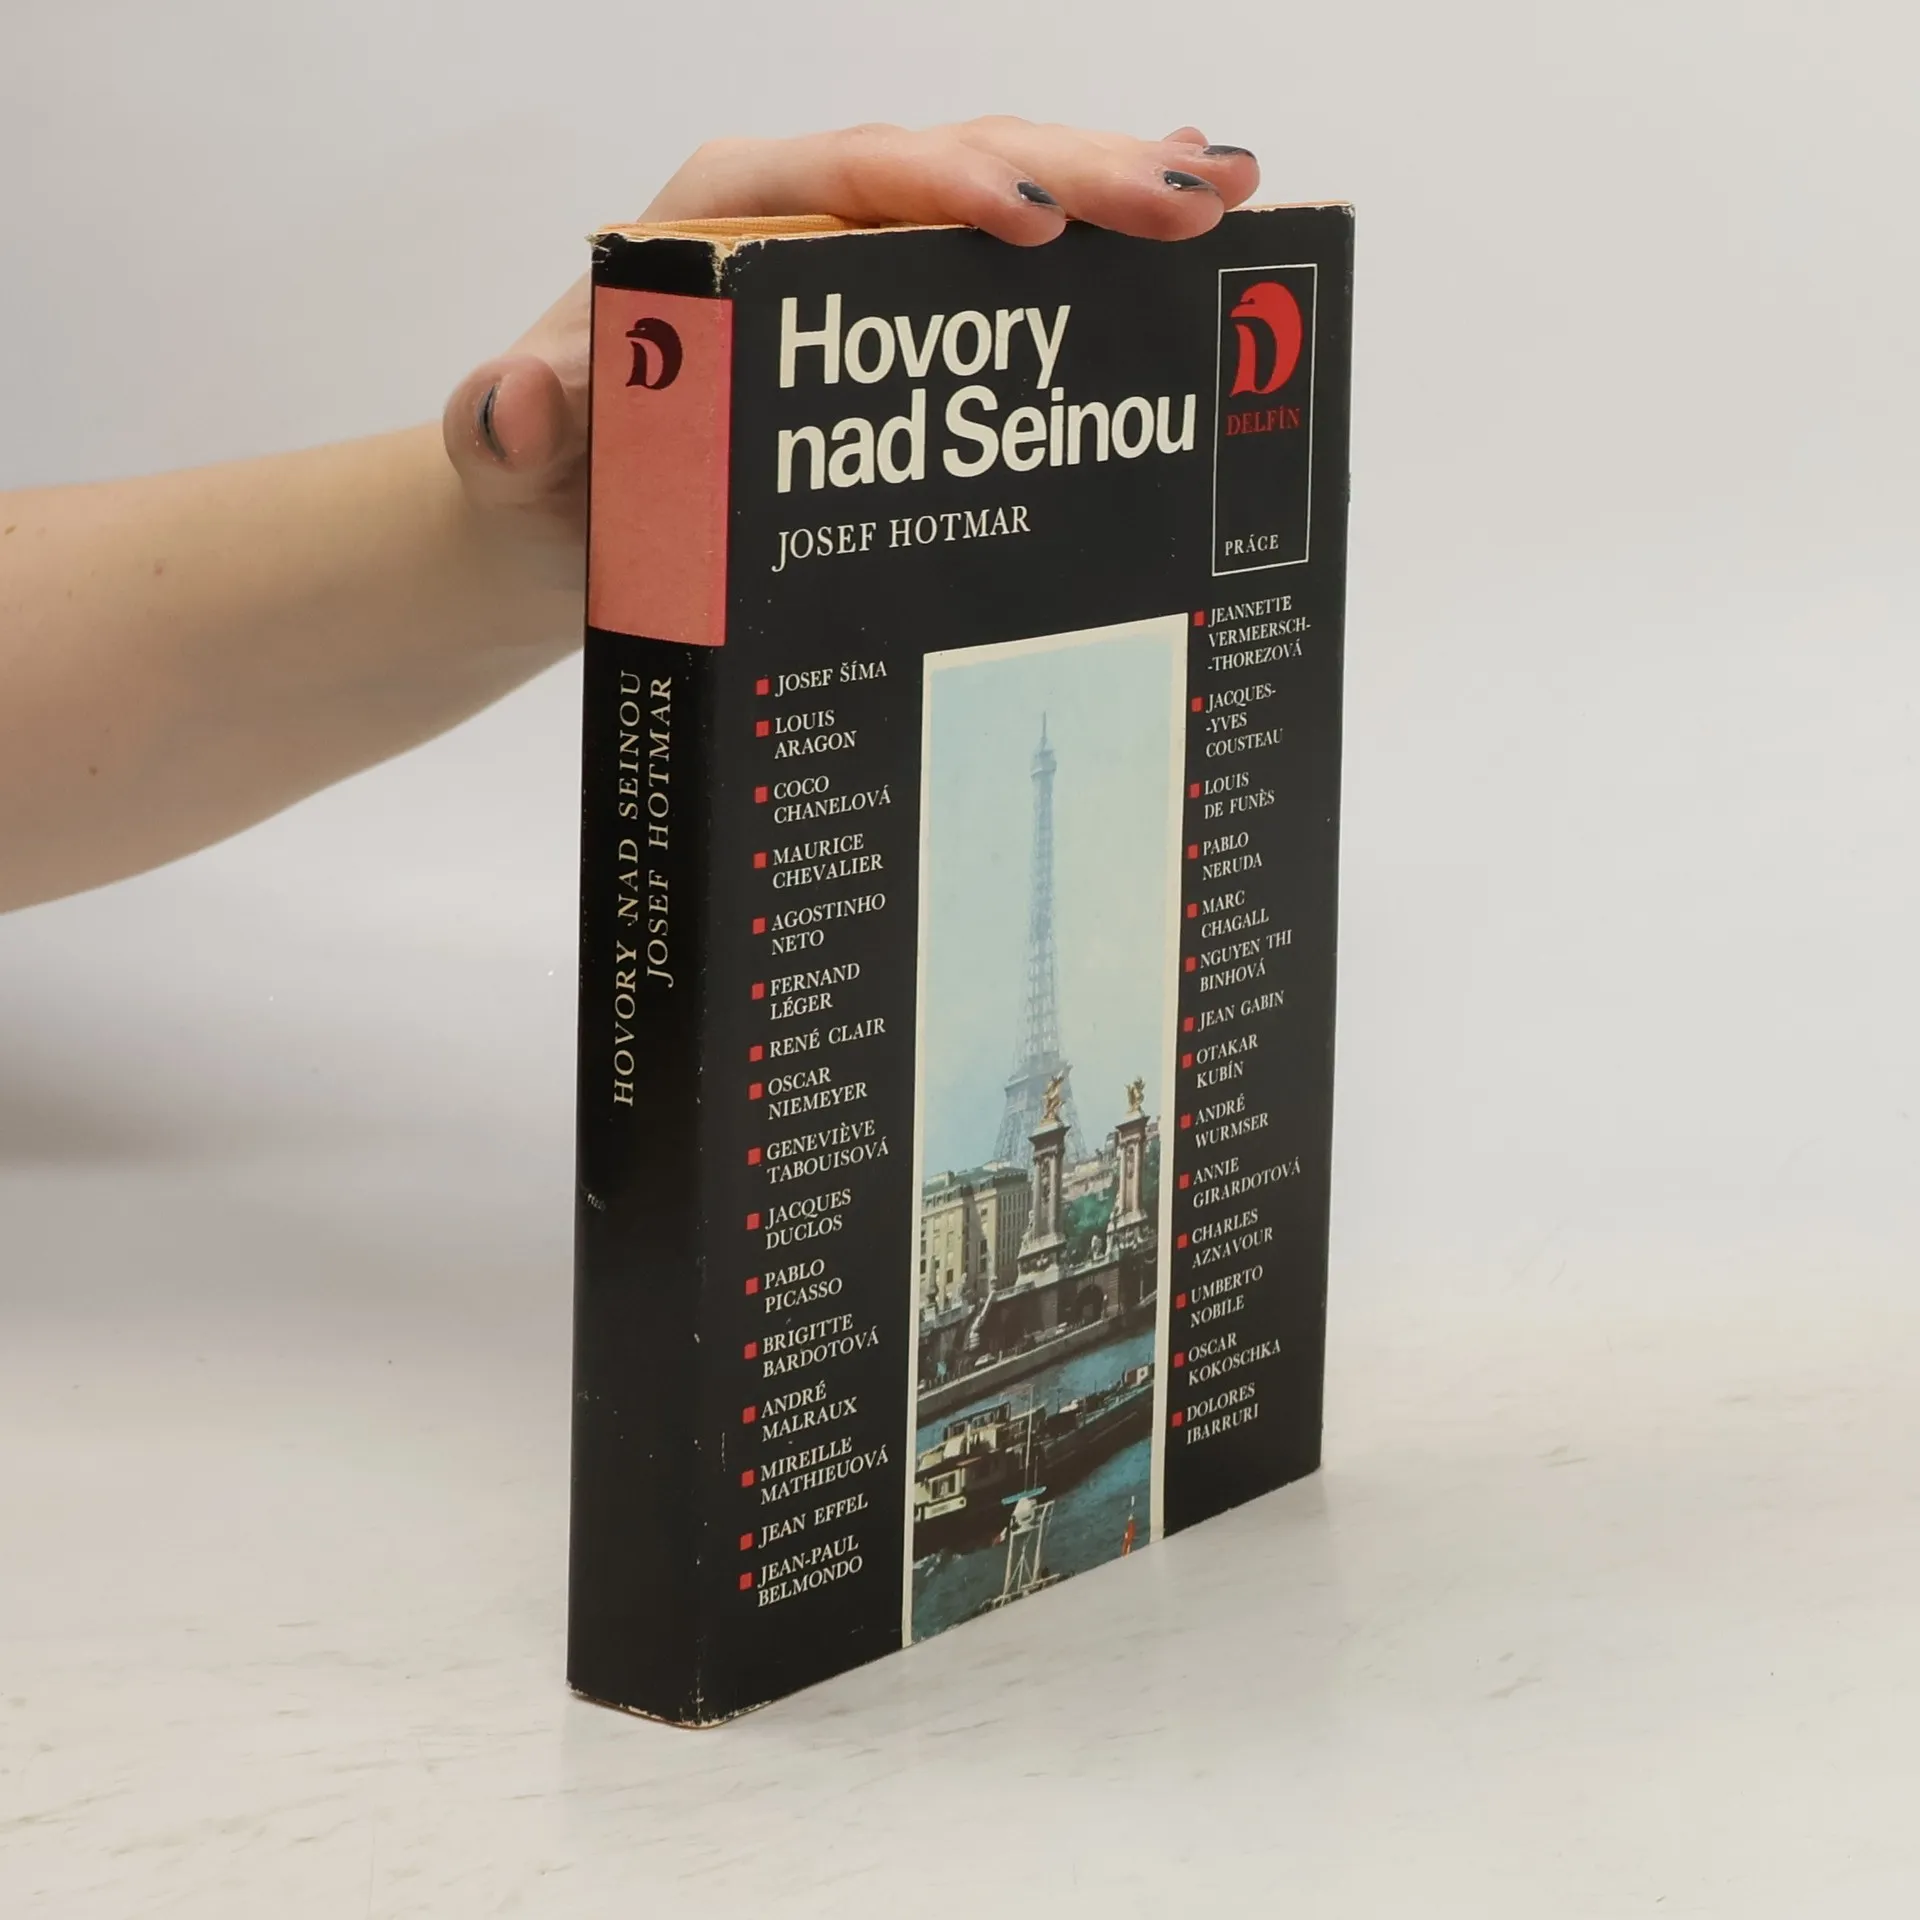 Hovory
nad Seinou
JOSEF HOTMAR
D
DELFÍN
PRÁCE
JOSEF ŠÍMA
LOUIS
ARAGON
COCO
CHANELOVÁ
MAURICE
CHEVALIER
AGOSTINHO
NETO
FERNAND
LÉGER
RENÉ CLAIR
OSCAR
NIEMEYER
GENEVIÈVE
TABOUISOVÁ
JACQUES
DUCLOS
PABLO
PICASSO
BRIGITTE
BARDOTOVÁ
ANDRÉ
MALRAUX
MIREILLE
MATHIEUOVÁ
JEAN EFFEL
JEAN-PAUL
BELMONDO
JEANNETTE
VERMEERSCH-
-THOREZOVÁ
JACQUES-
-YVES
COUSTEAU
LOUIS
DE FUNÈS
PABLO
NERUDA
MARC
CHAGALL
NGUYEN THI
BINHOVÁ
JEAN GABIN
OTAKAR
KUBÍN
ANDRÉ
WURMSER
ANNIE
GIRARDOTOVÁ
CHARLES
AZNAVOUR
UMBERTO
NOBILE
OSCAR
KOKOSCHKA
DOLORES
IBARRURI
D
HOVORY NAD SEINOU
JOSEF HOTMAR